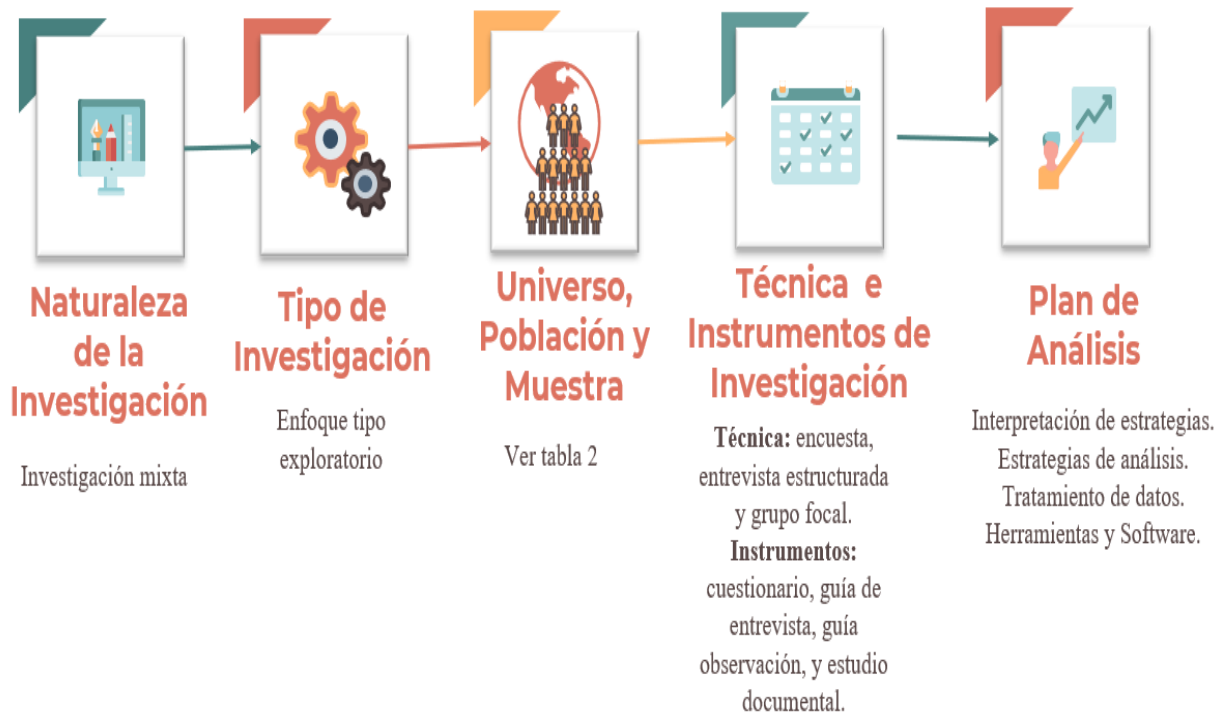 Naturaleza
de la
Investigación
Investigación mixta
Tipo de
Investigación
Enfoque tipo
exploratorio
Universo,
Población y
Muestra
Ver tabla 2
Técnica e
Instrumentos de
Investigación
Técnica: encuesta,
entrevista estructurada
y grupo focal.
Instrumentos:
cuestionario, guía de
entrevista, guía
observación, y estudio
documental.
Plan de
Análisis
Interpretación de estrategias.
Estrategias de análisis.
Tratamiento de datos.
Herramientas y Software.